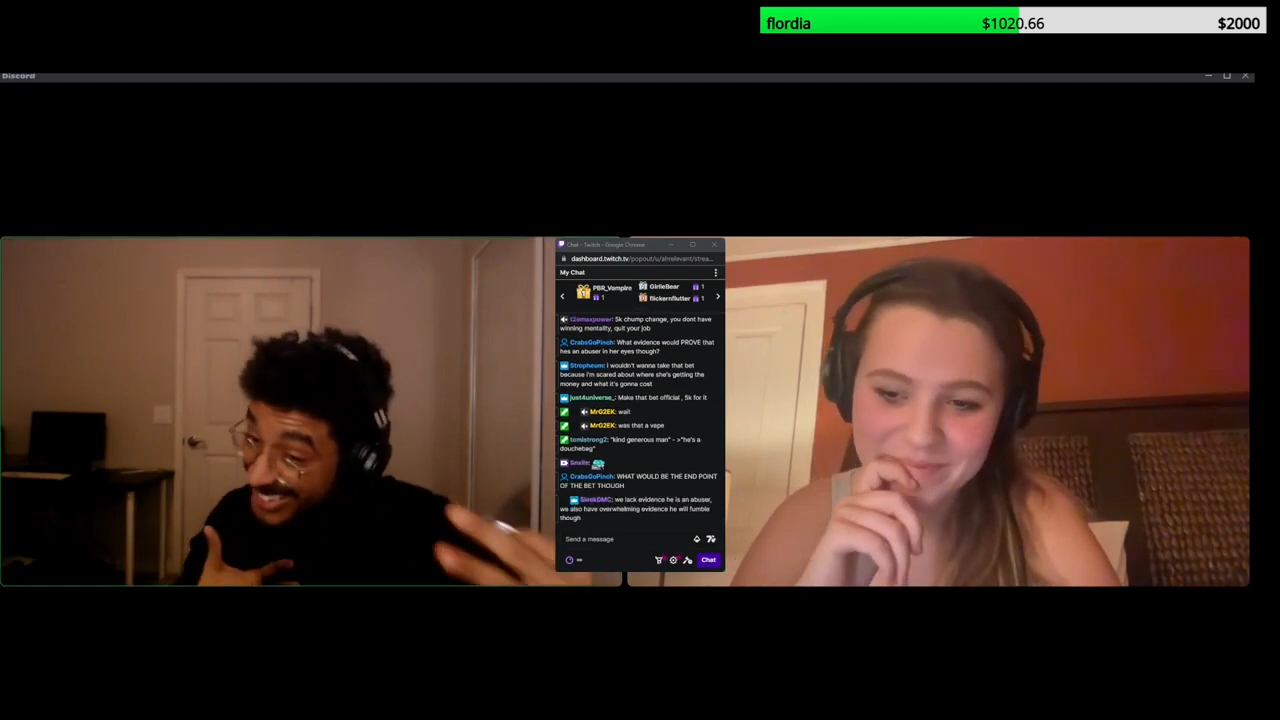 flordia
$1020.66
$2000
Discord
Chat - Twitch - Google Chrome
dashboard.twitch.tv/popout/u/ahrelevant/strea...
My Chat
PBR_Vampire
1
GirlieBear 1
flickernflutter 1
t2amaxpower: 5k chump change, you dont have
winning mentality, quit your job
CrabsGoPinch: What evidence would PROVE that
hes an abuser in her eyes though?
Stropheum: I wouldn't wanna take that bet
because i'm scared about where she's getting the
money and what it's gonna cost
just4universe_: Make that bet official , 5k for it
MrG2EK: wait
MrG2EK: was that a vape
tomistrong2: "kind generous man" - >"he's a
douchebag"
CrabsGoPinch: WHAT WOULD BE THE END POINT
OF THE BET THOUGH
SleekDMC: we lack evidence he is an abuser,
we also have overwhelming evidence he will fumble
though
Send a message
Chat